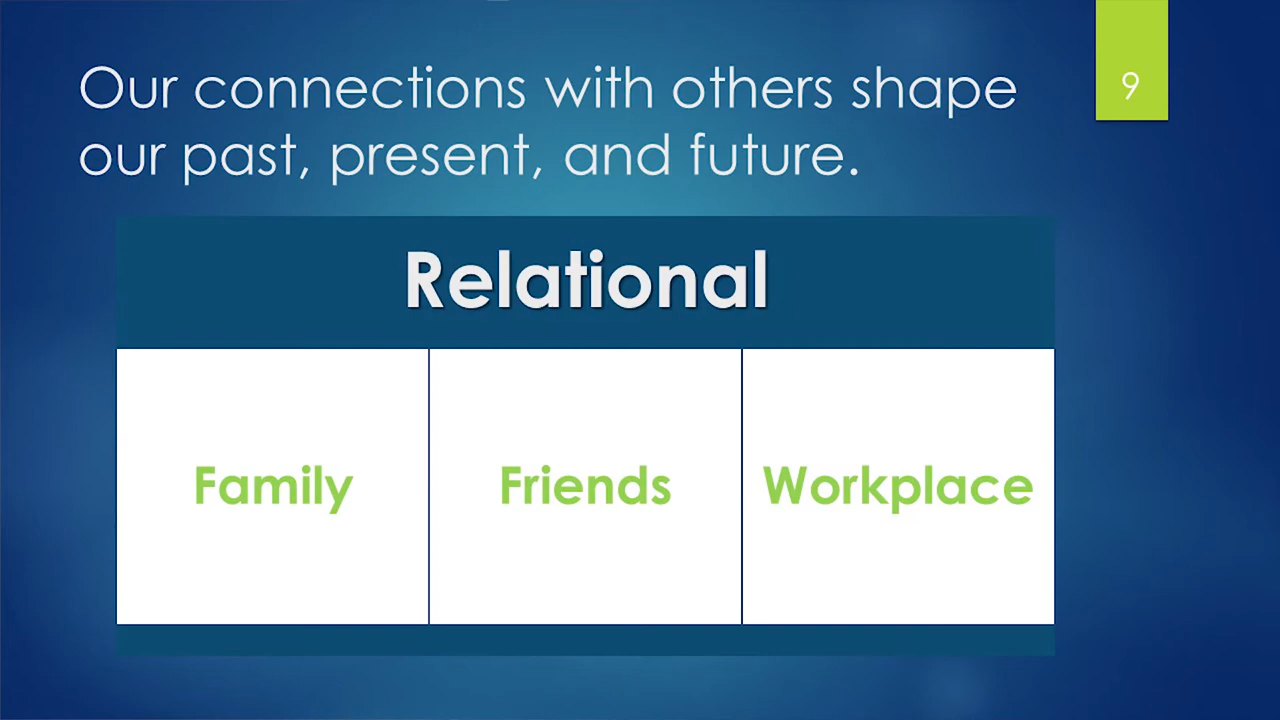 Our connections with others shape
our past, present, and future.
9
Relational
Family
Friends
Workplace